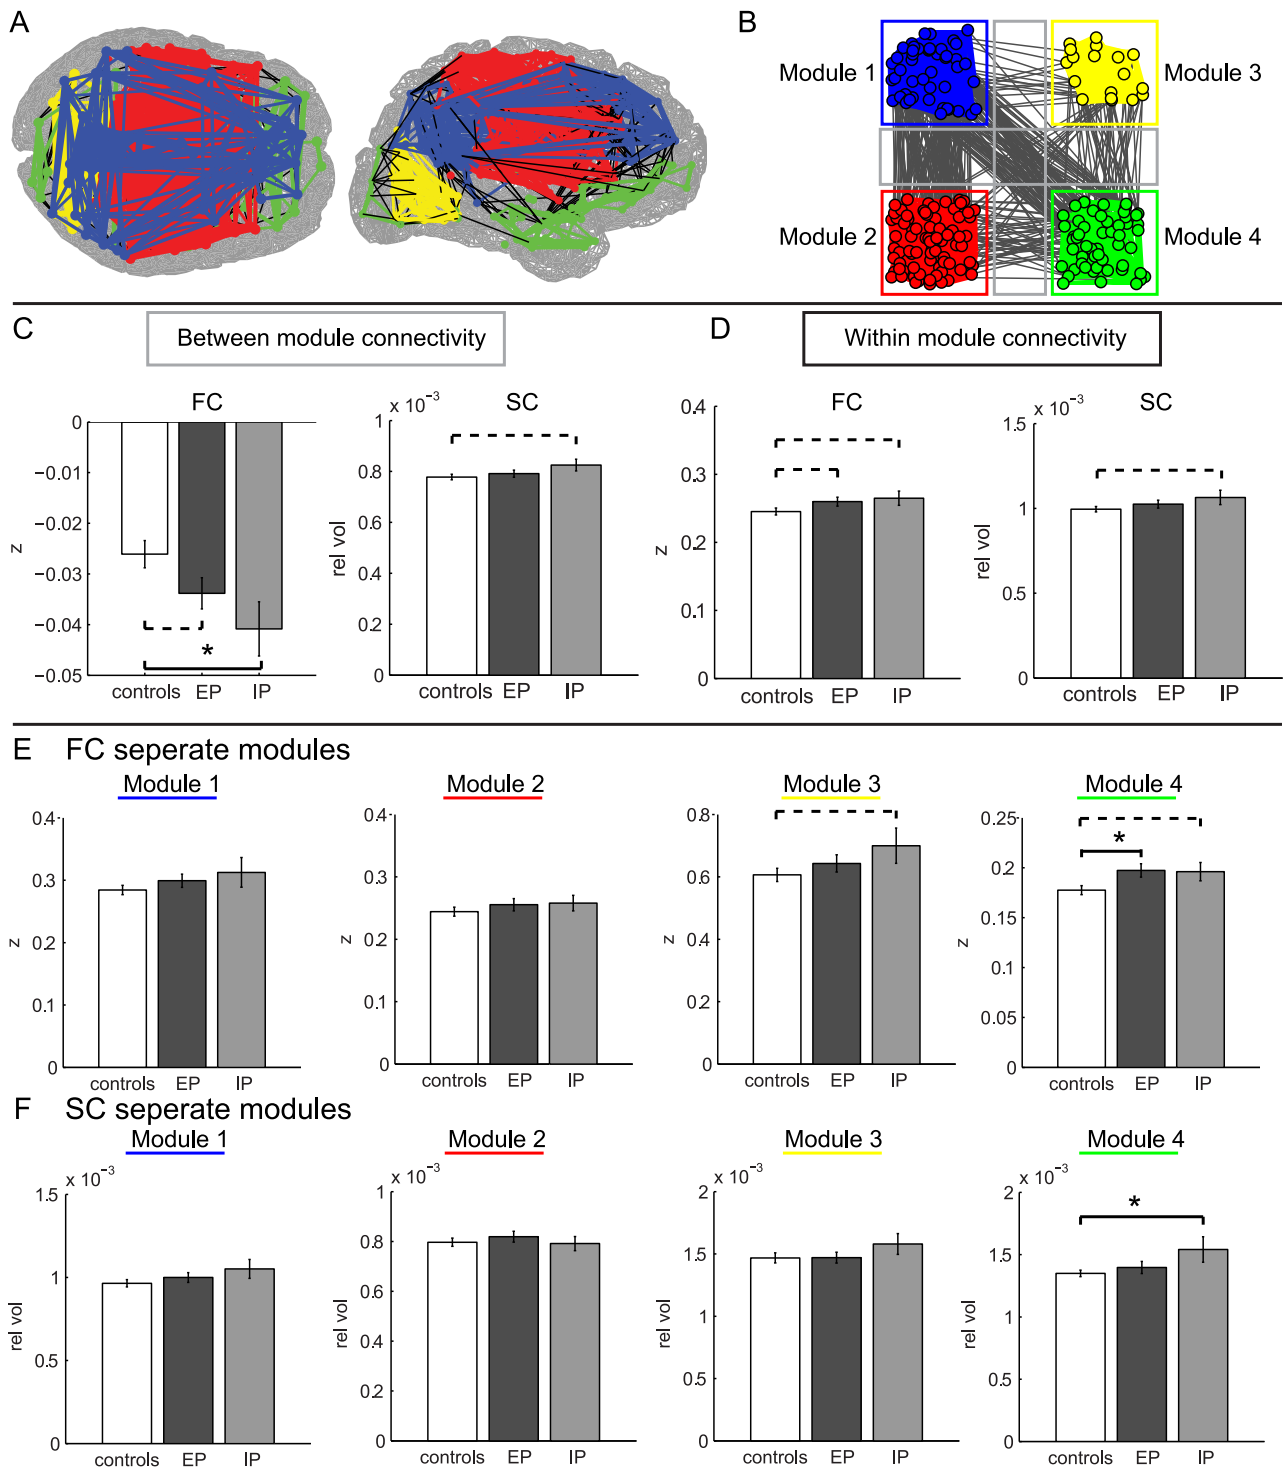 A
B
Module 1
Module 3
Module 2
Module 4
C
Between module connectivity
D
Within module connectivity
FC
0
−0.01
−0.02
−0.03
−0.04
−0.05
z
*
controls EP IP
SC
x 10⁻³
1
0.8
0.6
0.4
0.2
0
rel vol
controls EP IP
FC
0.4
0.3
0.2
0.1
0
z
controls EP IP
SC
x 10⁻³
1.5
1
0.5
0
rel vol
controls EP IP
E FC seperate modules
Module 1
0.4
0.3
0.2
0.1
0
z
controls EP IP
Module 2
0.4
0.3
0.2
0.1
0
z
controls EP IP
Module 3
0.8
0.6
0.4
0.2
0
z
controls EP IP
Module 4
0.25
0.2
0.15
0.1
0.05
0
z
*
controls EP IP
F SC seperate modules
Module 1
x 10⁻³
1.5
1
0.5
0
rel vol
controls EP IP
Module 2
x 10⁻³
1
0.8
0.6
0.4
0.2
0
rel vol
controls EP IP
Module 3
x 10⁻³
2
1.5
1
0.5
0
rel vol
controls EP IP
Module 4
x 10⁻³
2
1.5
1
0.5
0
rel vol
*
controls EP IP